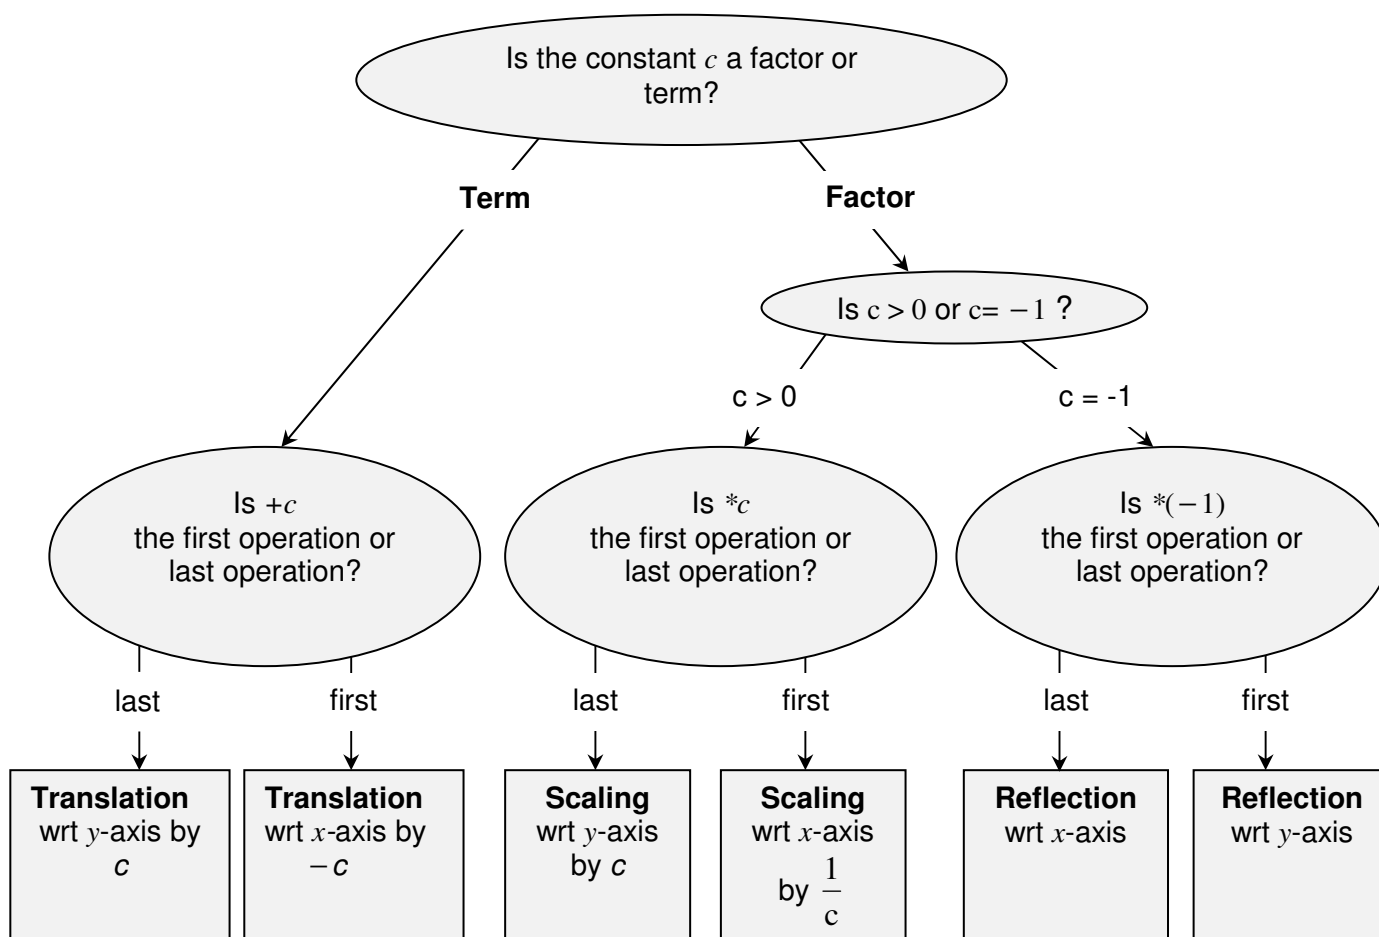 Is the constant c a factor or
term?
Term
Factor
Is c > 0 or c= −1 ?
c > 0
c = -1
Is +c
the first operation or
last operation?
Is *c
the first operation or
last operation?
Is *(−1)
the first operation or
last operation?
last
first
last
first
last
first
Translation
wrt y-axis by
c
Translation
wrt x-axis by
−c
Scaling
wrt y-axis
by c
Scaling
wrt x-axis
by 1/c
Reflection
wrt x-axis
Reflection
wrt y-axis